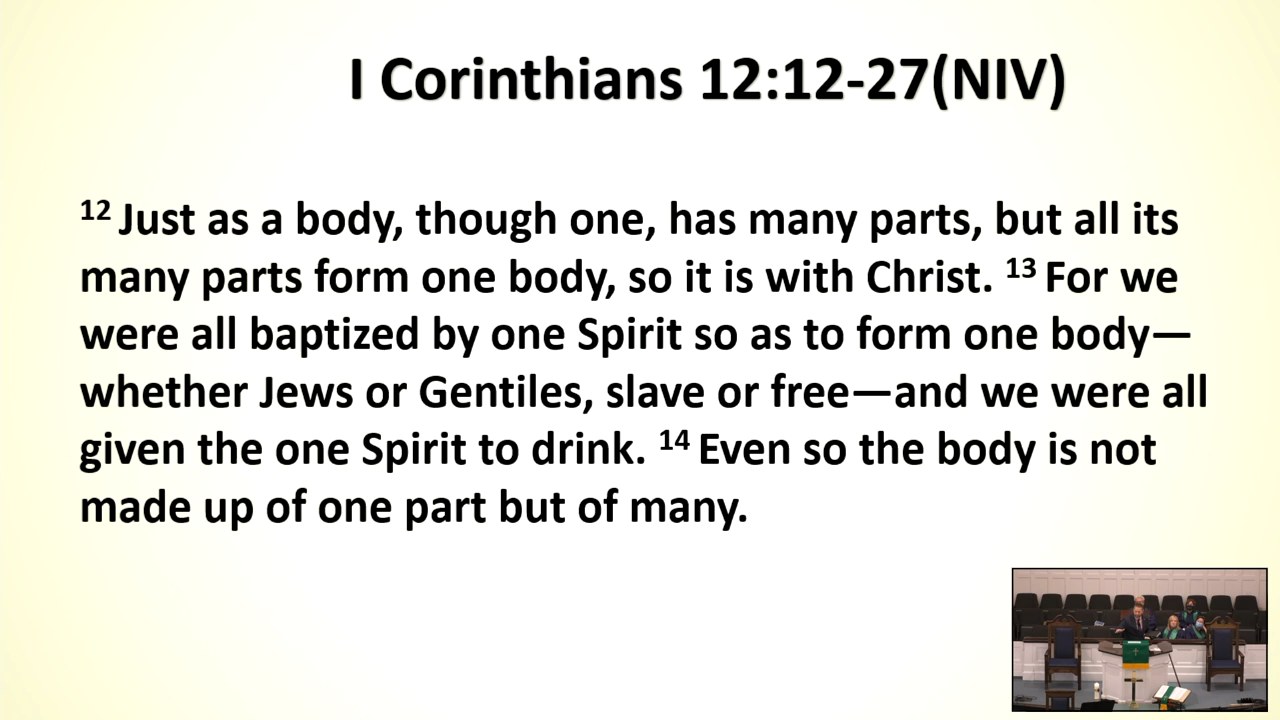 I Corinthians 12:12-27(NIV)
12 Just as a body, though one, has many parts, but all its
many parts form one body, so it is with Christ. 13 For we
were all baptized by one Spirit so as to form one body—
whether Jews or Gentiles, slave or free—and we were all
given the one Spirit to drink. 14 Even so the body is not
made up of one part but of many.